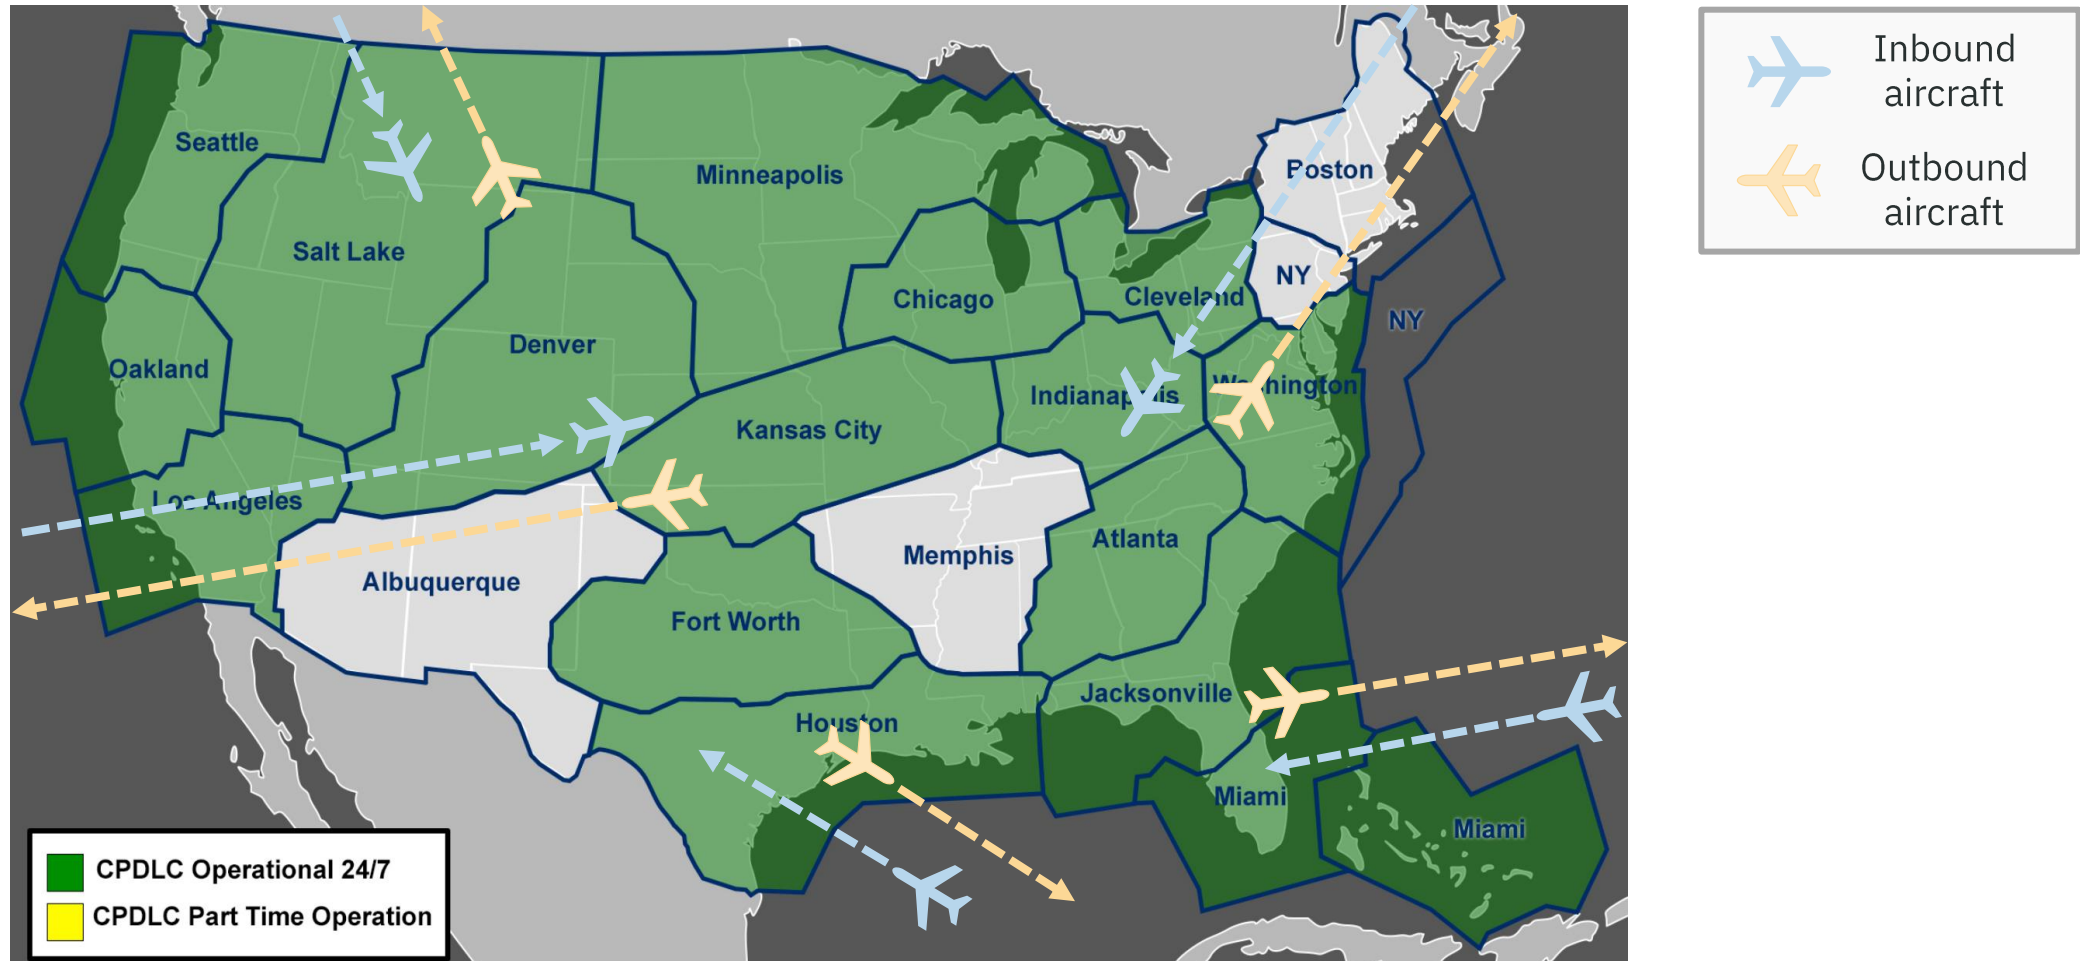 Seattle
Salt Lake
Minneapolis
Boston
NY
NY
Chicago
Cleveland
Denver
Oakland
Indianapolis
Washington
Kansas City
Los Angeles
Albuquerque
Memphis
Atlanta
Fort Worth
Houston
Jacksonville
Miami
Miami
CPDLC Operational 24/7
CPDLC Part Time Operation
Inbound
aircraft
Outbound
aircraft